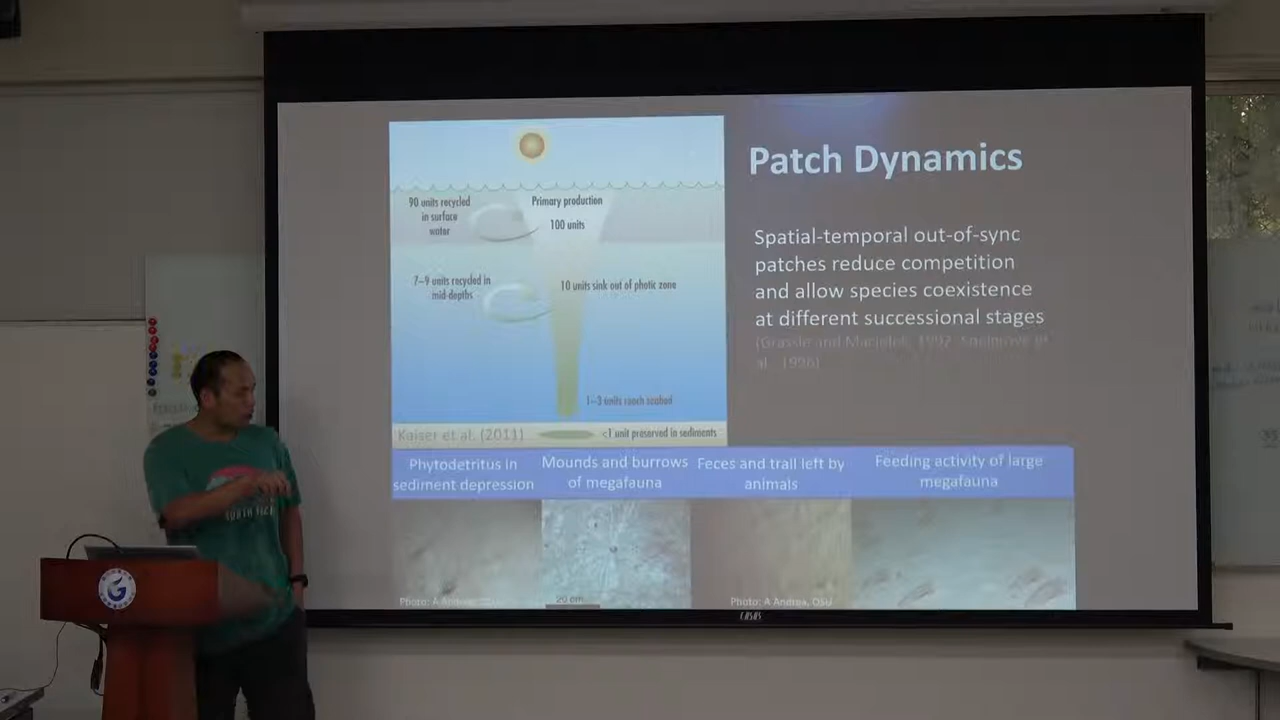 Patch Dynamics
Spatial-temporal out-of-sync
patches reduce competition
and allow species coexistence
at different successional stages
90 units recycled
in surface
water
Primary production
100 units
7–9 units recycled in
mid-depths
10 units sink out of photic zone
1–3 units reach seabed
Kaiser et al. (2011)
<1 unit preserved in sediments
Phytodetritus in
sediment depression
Mounds and burrows
of megafauna
Feces and trail left by
animals
Feeding activity of large
megafauna
Photo: A
20 cm
Photo: A Andrea, OSU